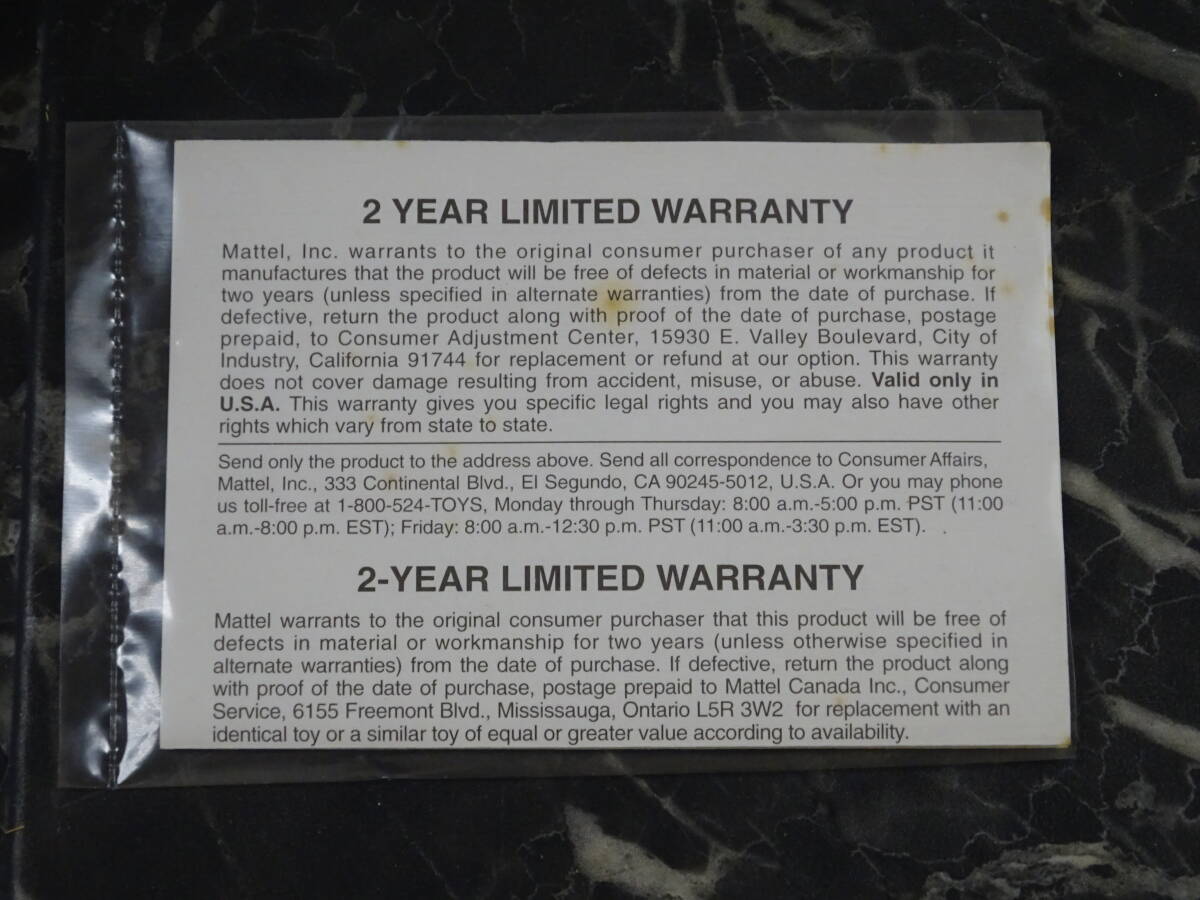 2 YEAR LIMITED WARRANTY
Mattel, Inc. warrants to the original consumer purchaser of any product it
manufactures that the product will be free of defects in material or workmanship for
two years (unless specified in alternate warranties) from the date of purchase. If
defective, return the product along with proof of the date of purchase, postage
prepaid, to Consumer Adjustment Center, 15930 E. Valley Boulevard, City of
Industry, California 91744 for replacement or refund at our option. This warranty
does not cover damage resulting from accident, misuse, or abuse. Valid only in
U.S.A. This warranty gives you specific legal rights and you may also have other
rights which vary from state to state.
Send only the product to the address above. Send all correspondence to Consumer Affairs,
Mattel, Inc., 333 Continental Blvd., El Segundo, CA 90245-5012, U.S.A. Or you may phone
us toll-free at 1-800-524-TOYS, Monday through Thursday: 8:00 a.m.-5:00 p.m. PST (11:00
a.m.-8:00 p.m. EST); Friday: 8:00 a.m.-12:30 p.m. PST (11:00 a.m.-3:30 p.m. EST).
2-YEAR LIMITED WARRANTY
Mattel warrants to the original consumer purchaser that this product will be free of
defects in material or workmanship for two years (unless otherwise specified in
alternate warranties) from the date of purchase. If defective, return the product along
with proof of the date of purchase, postage prepaid to Mattel Canada Inc., Consumer
Service, 6155 Freemont Blvd., Mississauga, Ontario L5R 3W2 for replacement with an
identical toy or a similar toy of equal or greater value according to availability.